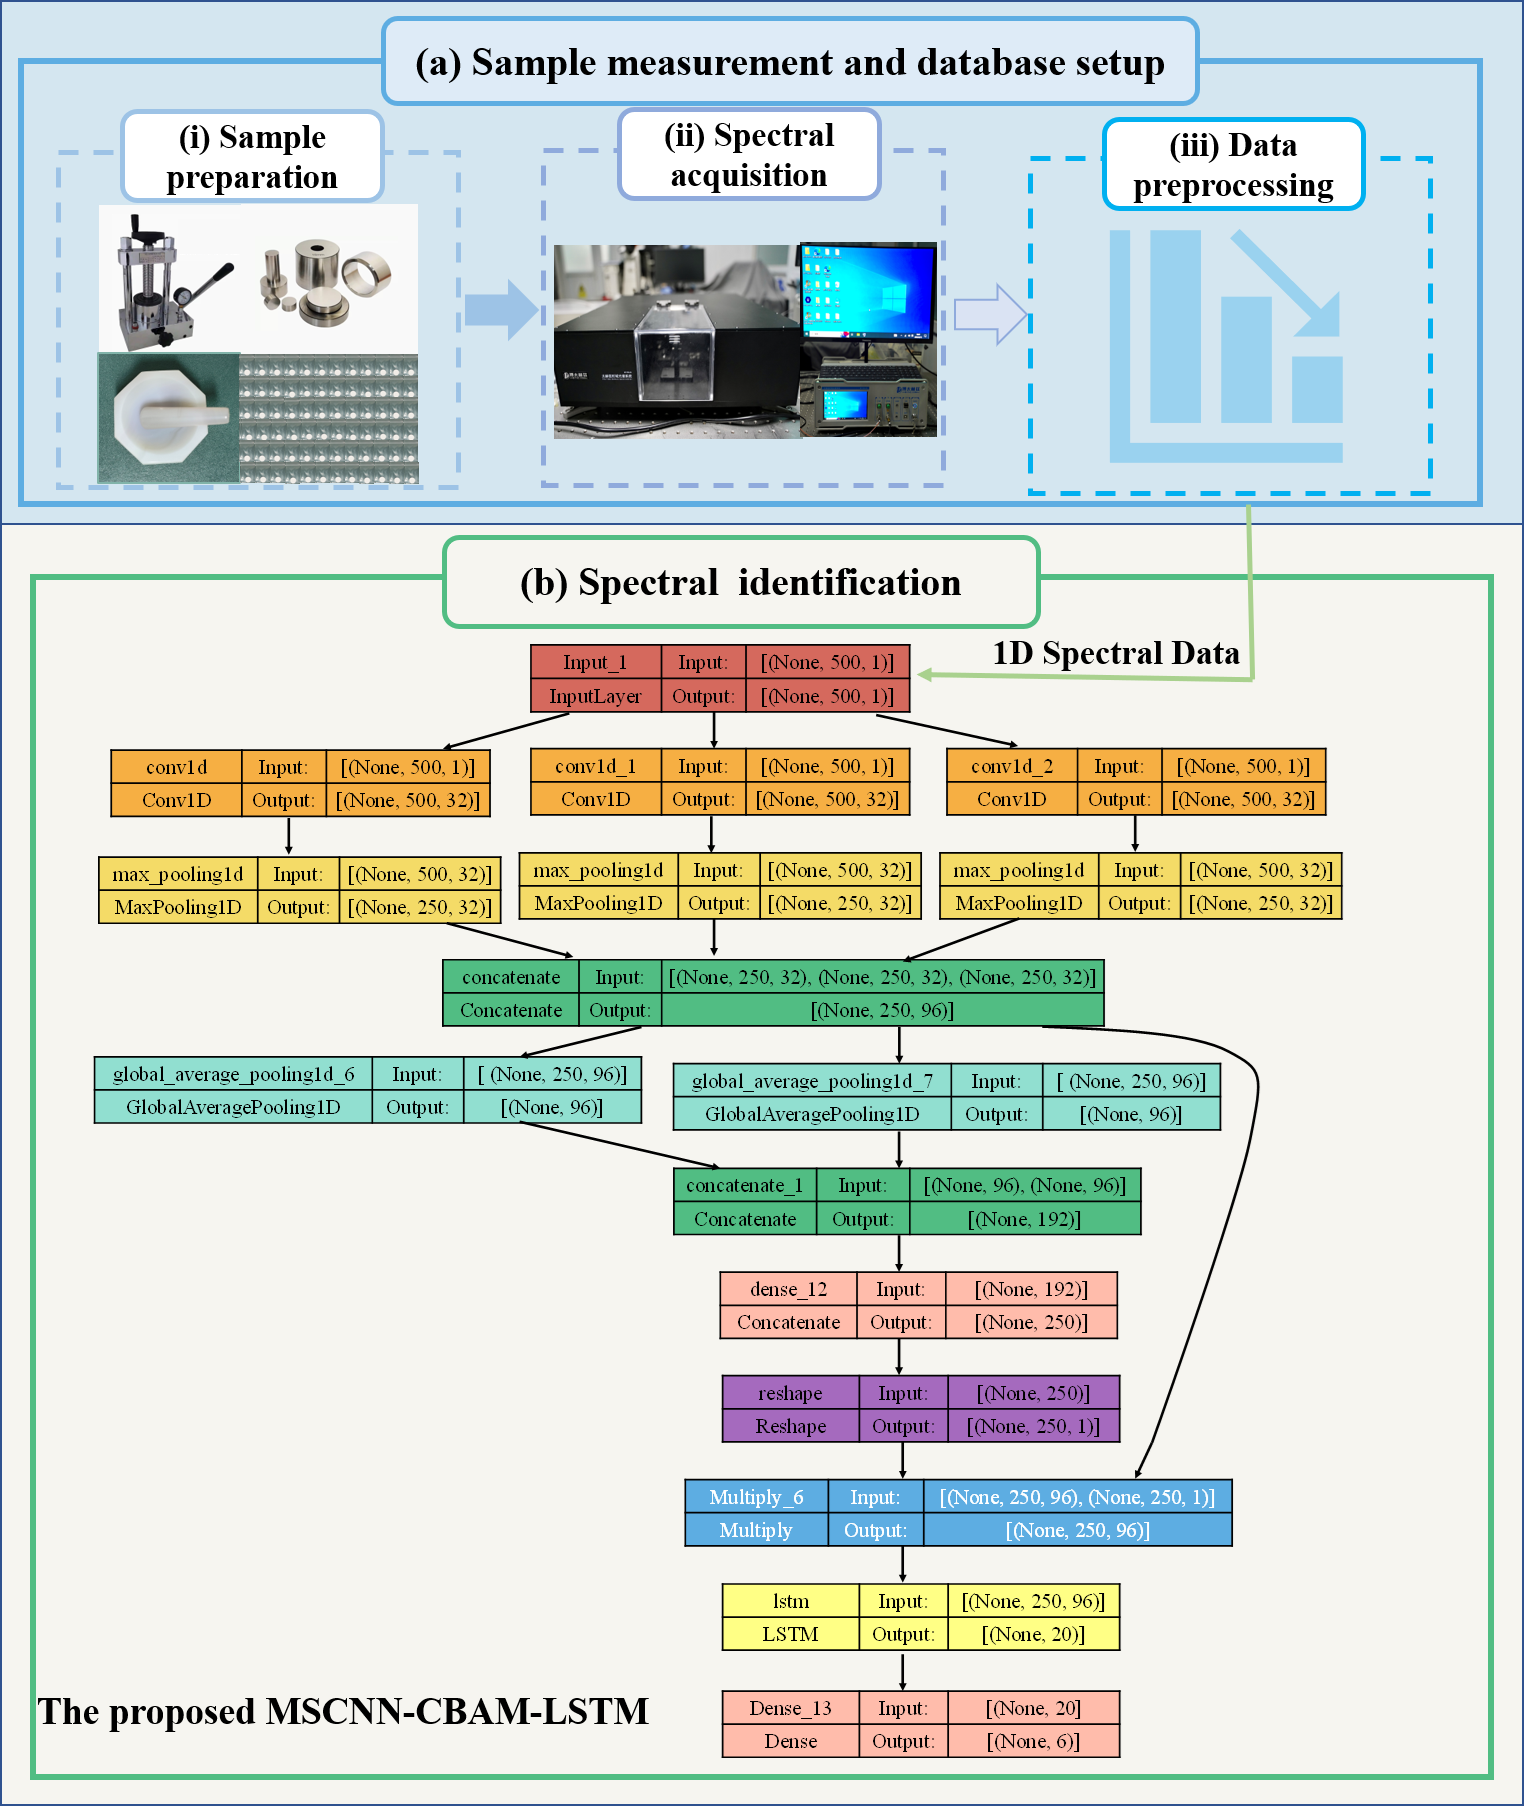 (a) Sample measurement and database setup
(i) Sample
preparation
(ii) Spectral
acquisition
(iii) Data
preprocessing
(b) Spectral identification
1D Spectral Data
Input_1 Input: [(None, 500, 1)]
InputLayer Output: [(None, 500, 1)]
conv1d Input: [(None, 500, 1)]
Conv1D Output: [(None, 500, 32)]
conv1d_1 Input: [(None, 500, 1)]
Conv1D Output: [(None, 500, 32)]
conv1d_2 Input: [(None, 500, 1)]
Conv1D Output: [(None, 500, 32)]
max_pooling1d Input: [(None, 500, 32)]
MaxPooling1D Output: [(None, 250, 32)]
max_pooling1d Input: [(None, 500, 32)]
MaxPooling1D Output: [(None, 250, 32)]
max_pooling1d Input: [(None, 500, 32)]
MaxPooling1D Output: [(None, 250, 32)]
concatenate Input: [(None, 250, 32), (None, 250, 32), (None, 250, 32)]
Concatenate Output: [(None, 250, 96)]
global_average_pooling1d_6 Input: [ (None, 250, 96)]
GlobalAveragePooling1D Output: [(None, 96)]
global_average_pooling1d_7 Input: [ (None, 250, 96)]
GlobalAveragePooling1D Output: [(None, 96)]
concatenate_1 Input: [(None, 96), (None, 96)]
Concatenate Output: [(None, 192)]
dense_12 Input: [(None, 192)]
Concatenate Output: [(None, 250)]
reshape Input: [(None, 250)]
Reshape Output: [(None, 250, 1)]
Multiply_6 Input: [(None, 250, 96), (None, 250, 1)]
Multiply Output: [(None, 250, 96)]
lstm Input: [(None, 250, 96)]
LSTM Output: [(None, 20)]
Dense_13 Input: [(None, 20]
Dense Output: [(None, 6)]
The proposed MSCNN-CBAM-LSTM